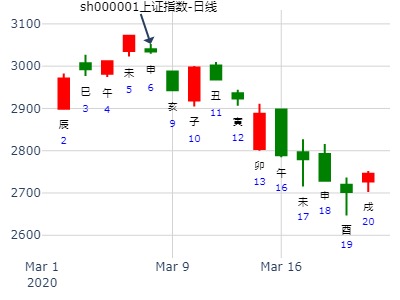 sh000001上证指数-日线
3100
3000
2900
2800
2700
2600
辰
2
巳
3
午
4
未
5
申
6
亥
9
子
10
丑
11
寅
12
卯
13
午
16
未
17
申
18
酉
19
戌
20
Mar 1
2020
Mar 9
Mar 16